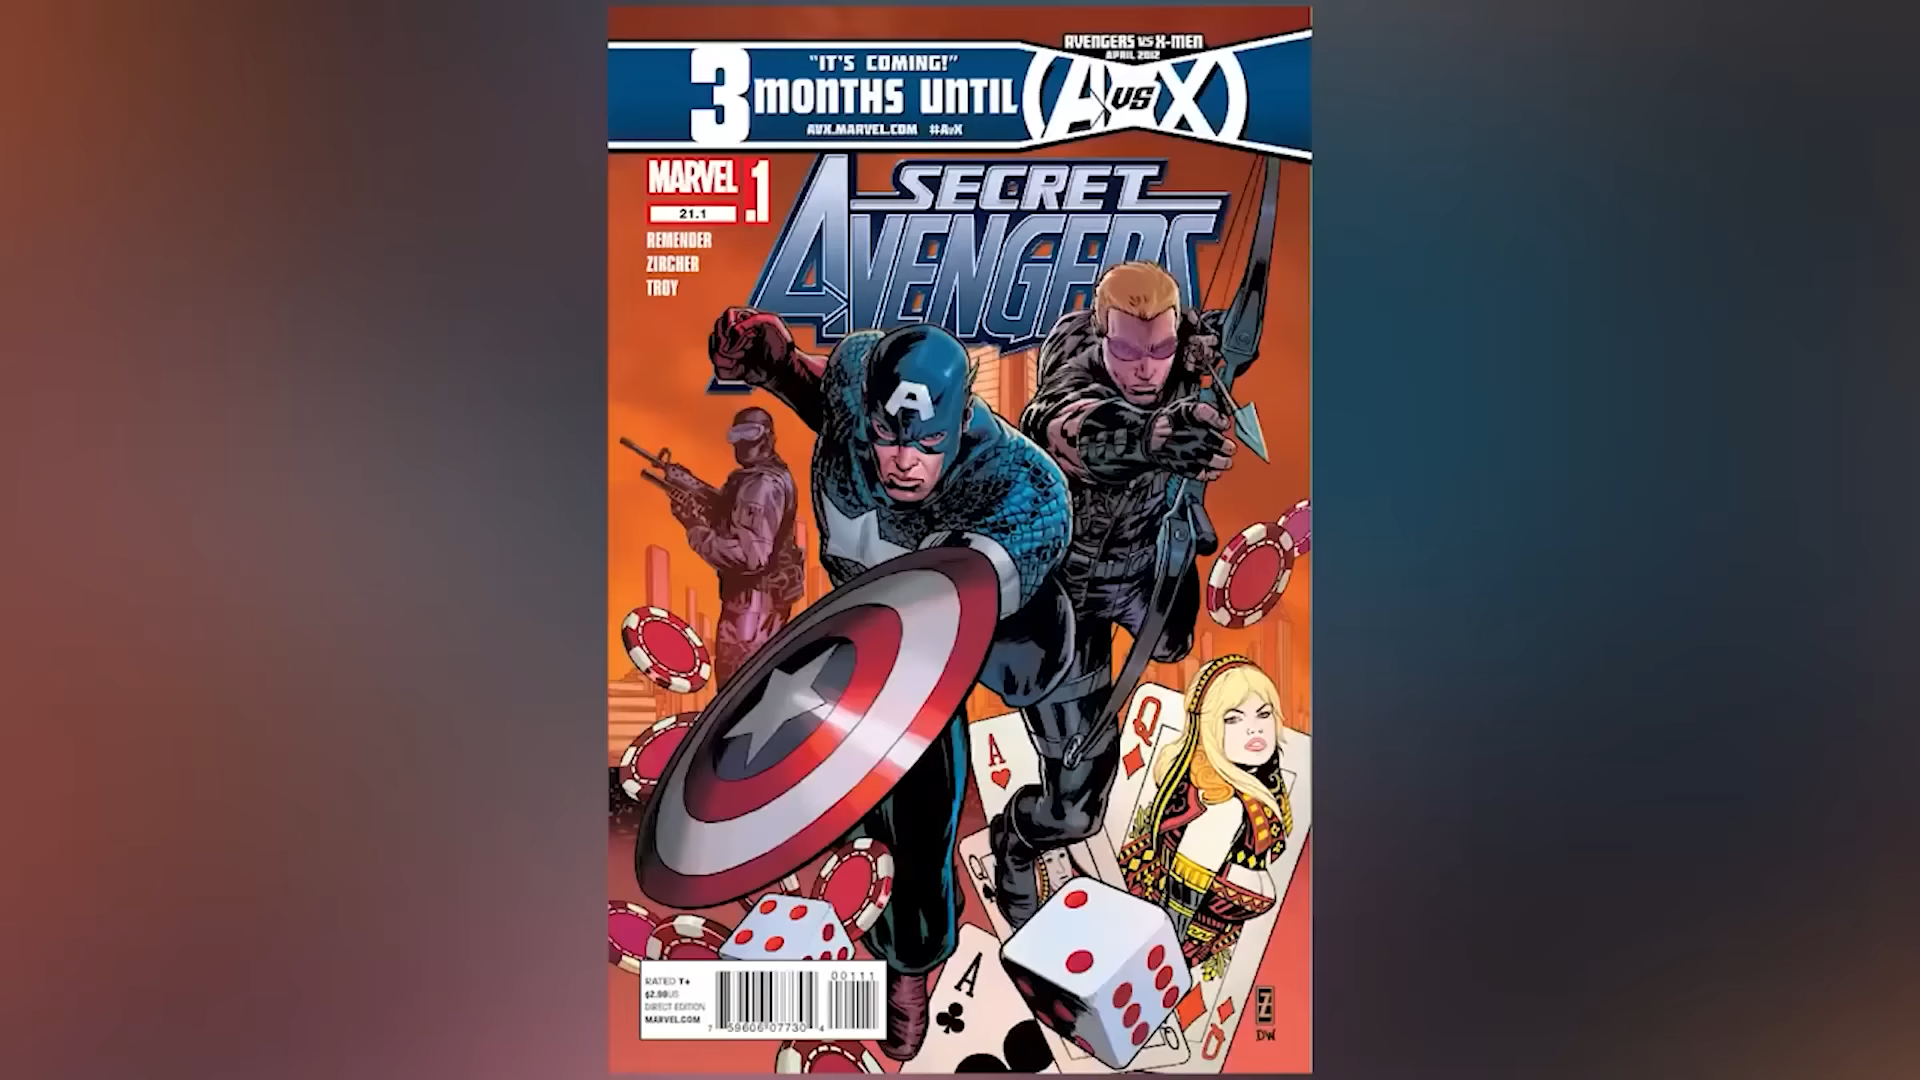 AVENGERS VS X-MEN
APRIL 2012
"IT'S COMING!"
3 MONTHS UNTIL
A VS X
AVX.MARVEL.COM #AvX
MARVEL .1
21.1
REMENDER
ZIRCHER
TROY
SECRET
AVENGERS
A
A
Q
Q
A
Q
RATED T+
$2.99US
DIRECT EDITION
MARVEL.COM
00111
7 59606 07730 4
Z
DW